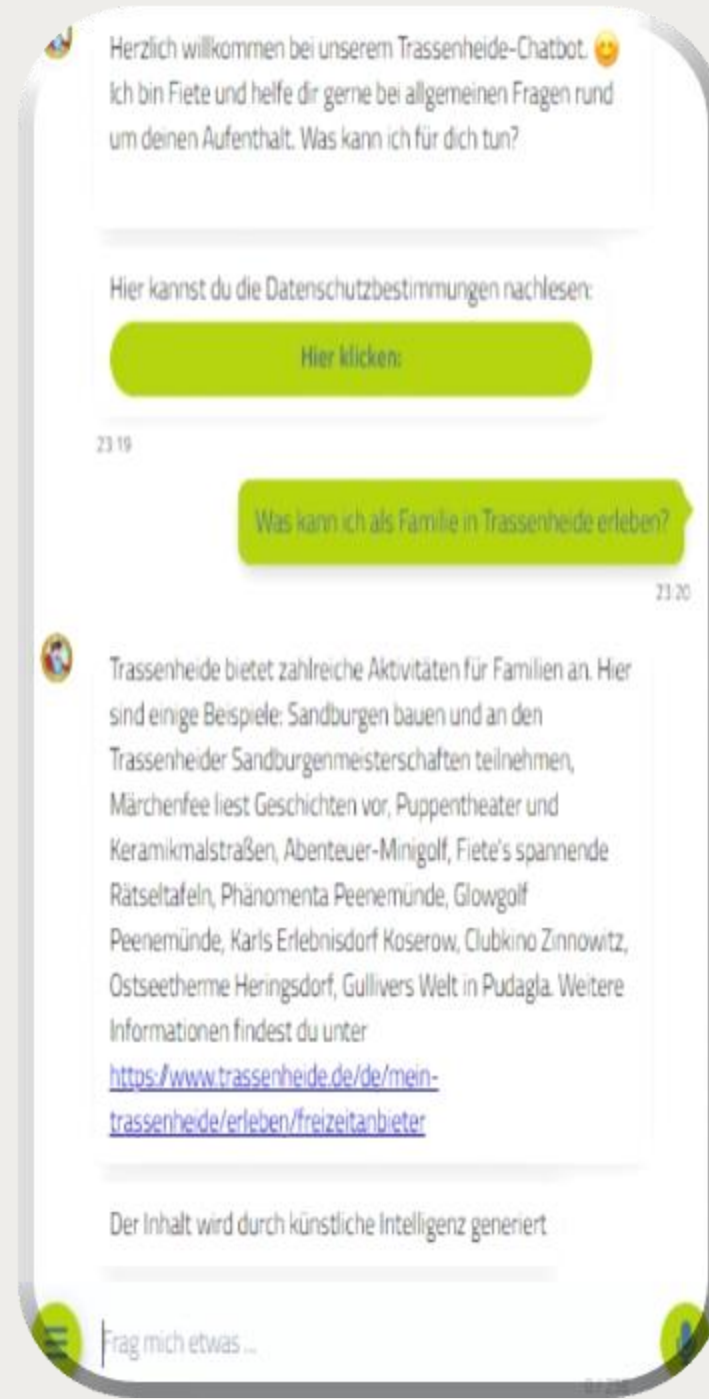 Herzlich willkommen bei unserem Trassenheide-Chatbot. 😊
Ich bin Fiete und helfe dir gerne bei allgemeinen Fragen rund
um deinen Aufenthalt. Was kann ich für dich tun?
Hier kannst du die Datenschutzbestimmungen nachlesen:
Hier klicken:
23:19
Was kann ich als Familie in Trassenheide erleben?
23:20
Trassenheide bietet zahlreiche Aktivitäten für Familien an. Hier
sind einige Beispiele: Sandburgen bauen und an den
Trassenheider Sandburgenmeisterschaften teilnehmen,
Märchenfee liest Geschichten vor, Puppentheater und
Keramikmalstraßen, Abenteuer-Minigolf, Fiete's spannende
Rätseltafeln, Phänomenta Peenemünde, Glowgolf
Peenemünde, Karls Erlebnisdorf Koserow, Clubkino Zinnowitz,
Ostseetherme Heringsdorf, Gullivers Welt in Pudagla. Weitere
Informationen findest du unter
https://www.trassenheide.de/de/mein-
trassenheide/erleben/freizeitanbieter
Der Inhalt wird durch künstliche Intelligenz generiert
Frag mich etwas ...